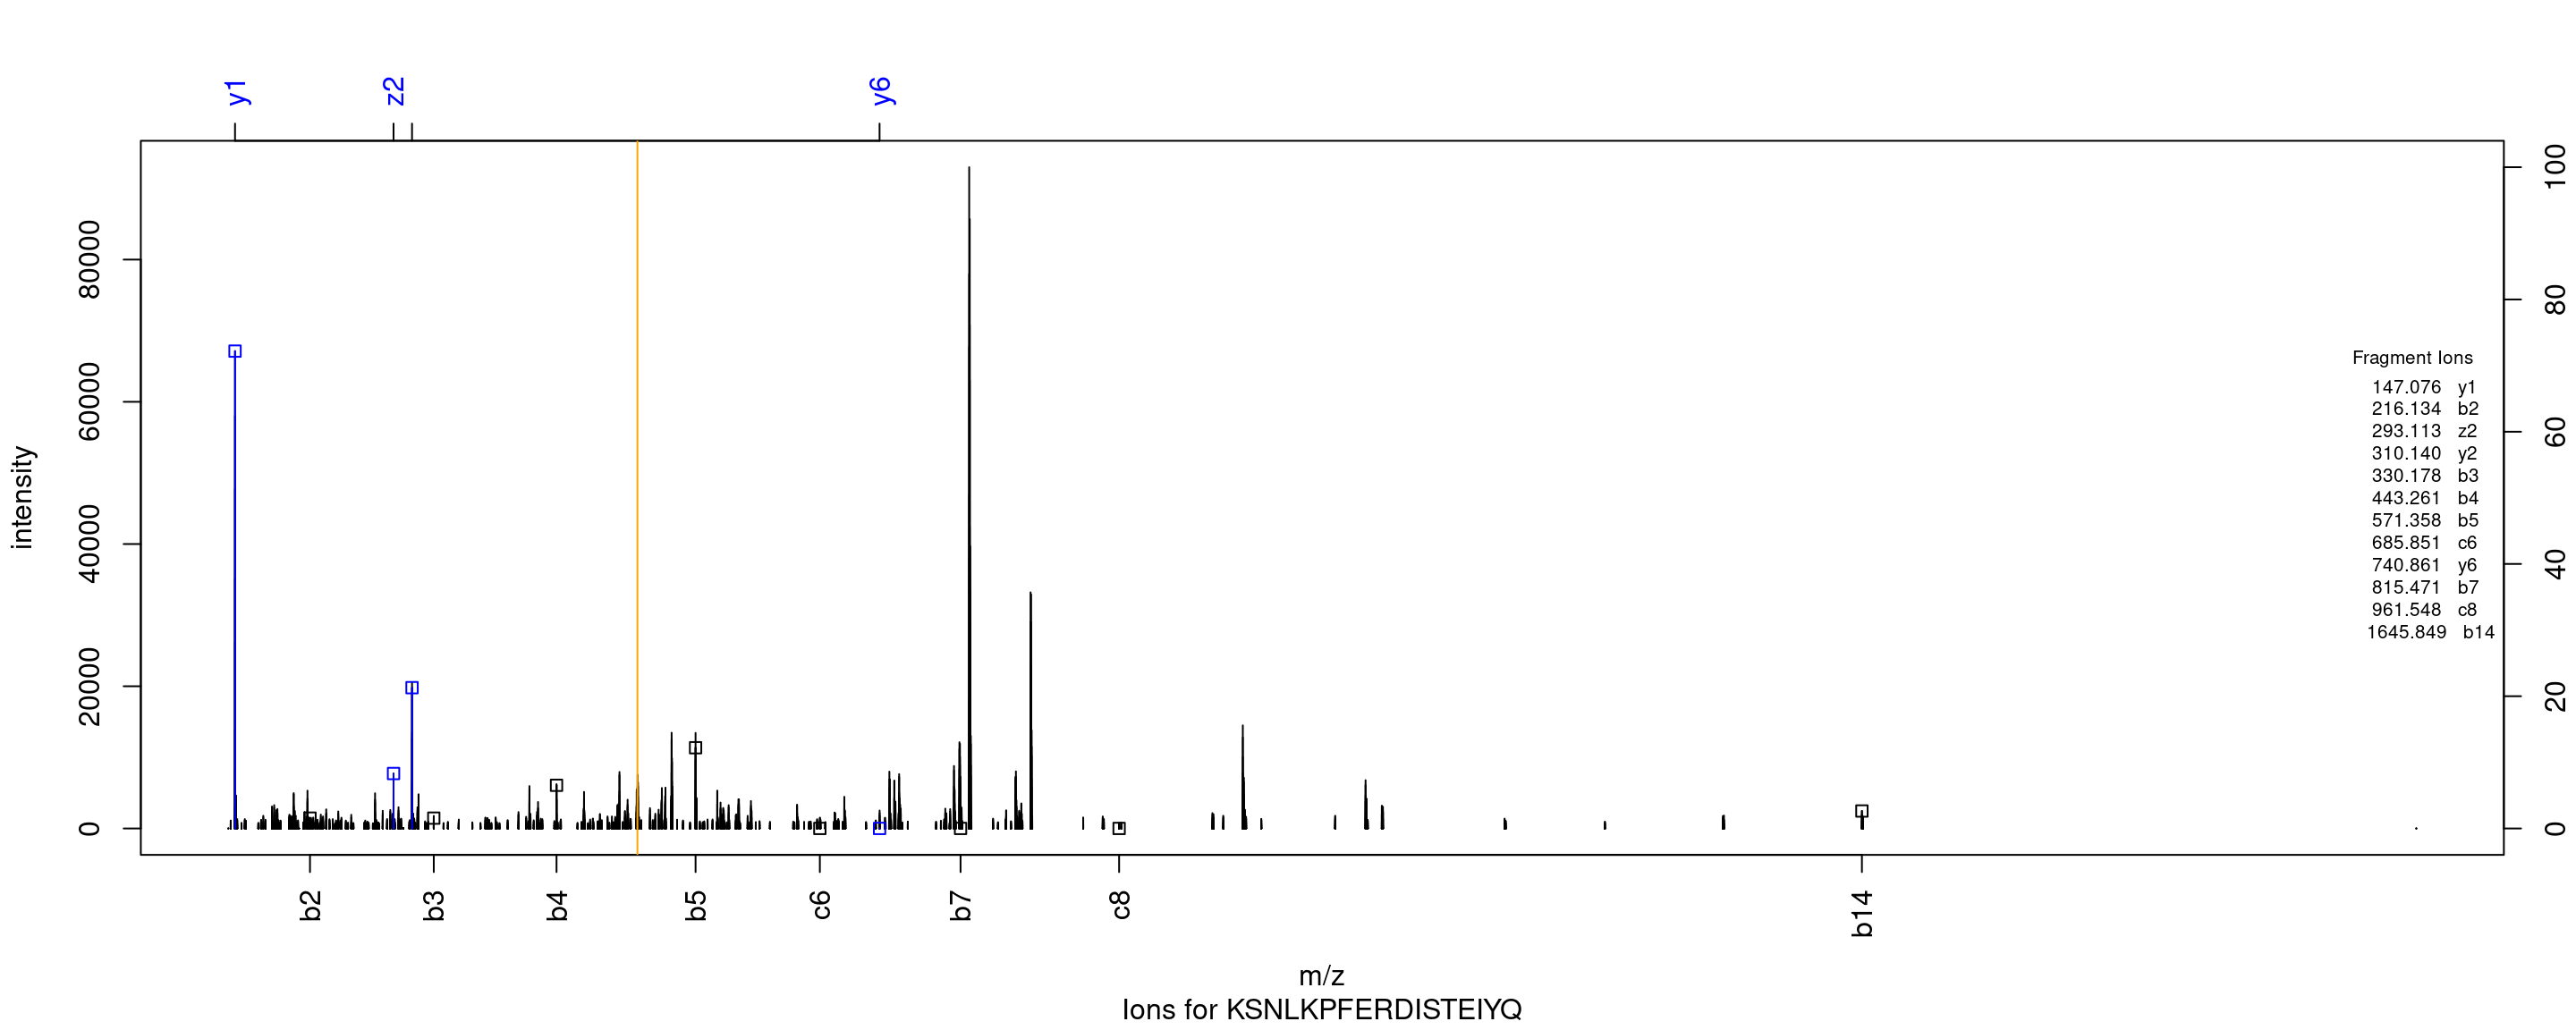 y1 z2 y6
80000
60000
40000
20000
0
intensity
100
80
60
40
20
0
Fragment Ions
147.076 y1
216.134 b2
293.113 z2
310.140 y2
330.178 b3
443.261 b4
571.358 b5
685.851 c6
740.861 y6
815.471 b7
961.548 c8
1645.849 b14
b2 b3 b4 b5 c6 b7 c8 b14
m/z
Ions for KSNLKPFERDISTEIYQ